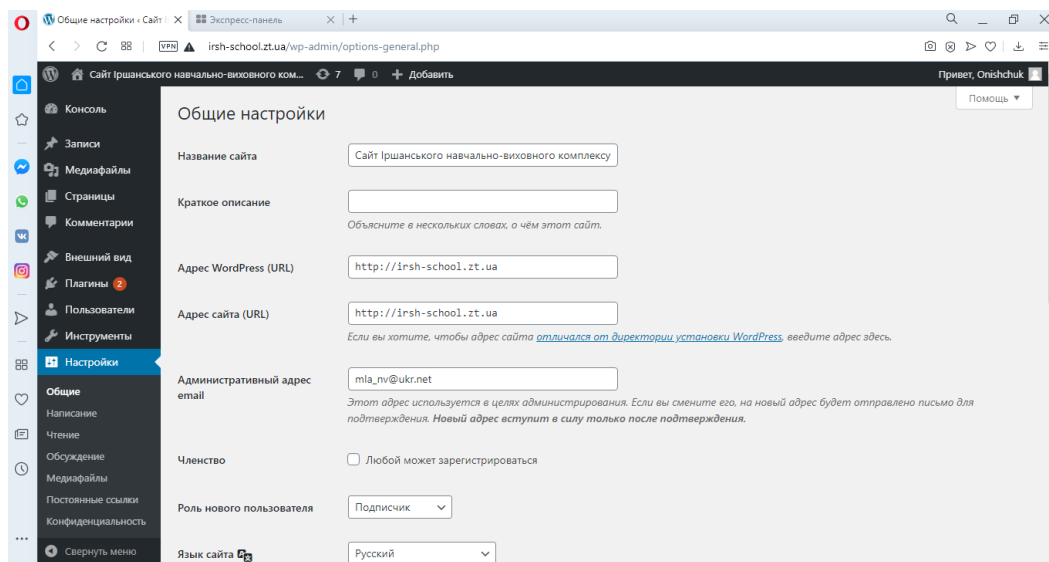 Общие настройки ‹ Сайт І
Экспресс-панель
VPN irsh-school.zt.ua/wp-admin/options-general.php
Сайт Іршанського навчально-виховного ком... 7 0 + Добавить
Привет, Onishchuk
Помощь
Консоль
Записи
Медиафайлы
Страницы
Комментарии
Внешний вид
Плагины 2
Пользователи
Инструменты
Настройки
Общие
Написание
Чтение
Обсуждение
Медиафайлы
Постоянные ссылки
Конфиденциальность
Свернуть меню
Общие настройки
Название сайта
Сайт Іршанського навчально-виховного комплексу
Краткое описание
Объясните в нескольких словах, о чём этот сайт.
Адрес WordPress (URL)
http://irsh-school.zt.ua
Адрес сайта (URL)
http://irsh-school.zt.ua
Если вы хотите, чтобы адрес сайта отличался от директории установки WordPress, введите адрес здесь.
Административный адрес
email
mla_nv@ukr.net
Этот адрес используется в целях администрирования. Если вы смените его, на новый адрес будет отправлено письмо для
подтверждения. Новый адрес вступит в силу только после подтверждения.
Членство
Любой может зарегистрироваться
Роль нового пользователя
Подписчик
Язык сайта
Русский